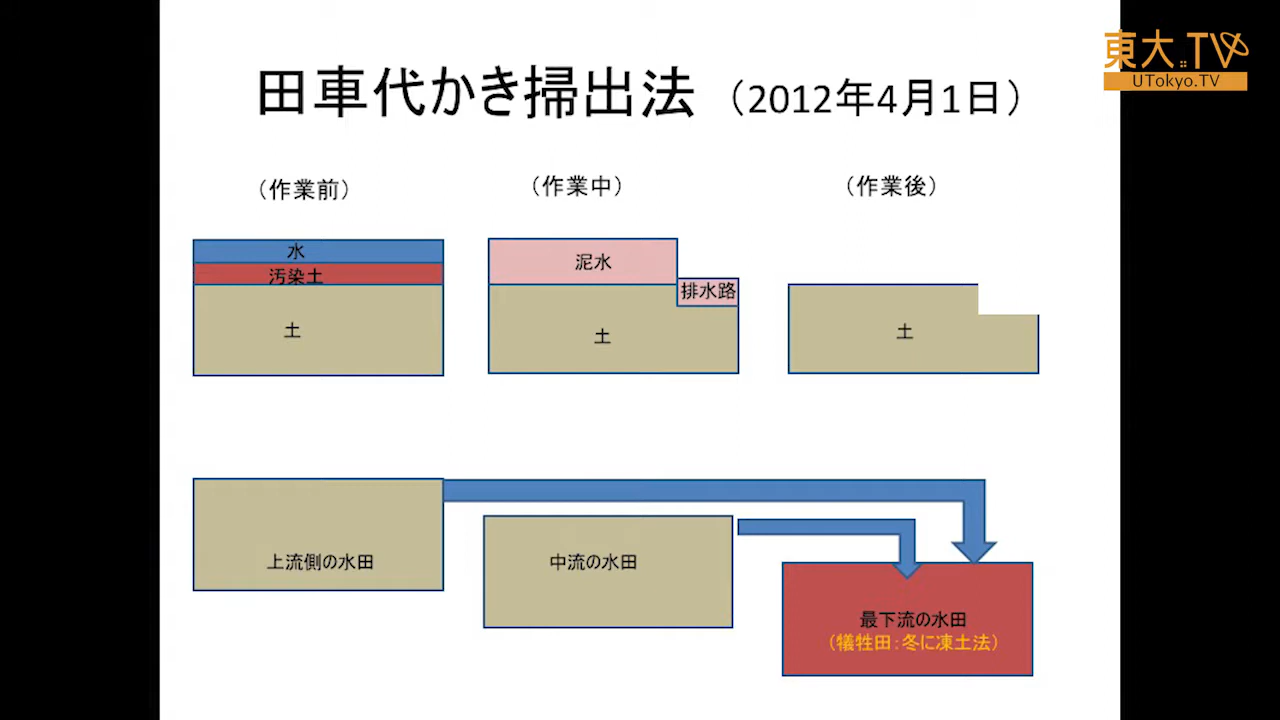 東大.TV
UTokyo.TV
田車代かき掃出法（2012年4月1日）
（作業前）
（作業中）
（作業後）
水
汚染土
土
泥水
排水路
土
土
上流側の水田
中流の水田
最下流の水田
（犠牲田：冬に凍土法）